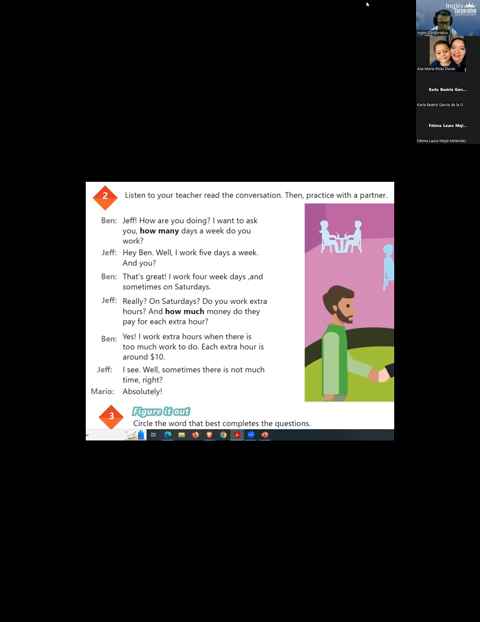 Inglés
Corporativo
Inglés Corporativo
Karla Beatriz Garc...
Karla Beatriz García de la O
Fátima Laura Mejí...
Fátima Laura Mejía Meléndez
2
Listen to your teacher read the conversation. Then, practice with a partner.
Ben: Jeff! How are you doing? I want to ask
you, how many days a week do you
work?
Jeff: Hey Ben. Well, I work five days a week.
And you?
Ben: That's great! I work four week days ,and
sometimes on Saturdays.
Jeff: Really? On Saturdays? Do you work extra
hours? And how much money do they
pay for each extra hour?
Ben: Yes! I work extra hours when there is
too much work to do. Each extra hour is
around $10.
Jeff: I see. Well, sometimes there is not much
time, right?
Mario: Absolutely!
3
Figure it out
Circle the word that best completes the questions.